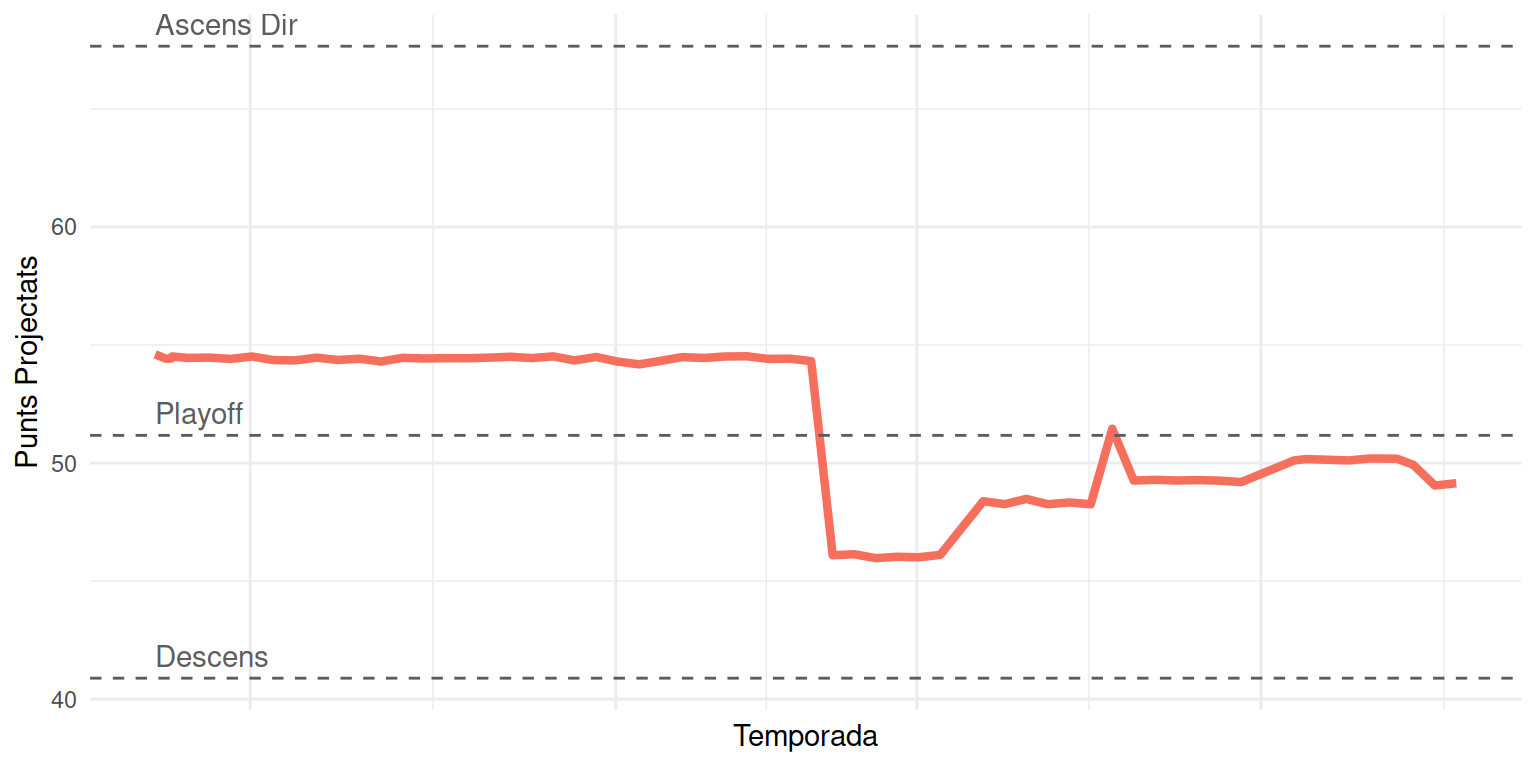 Ascens Dir
60
Playoff
50
Descens
40
Punts Projectats
Temporada